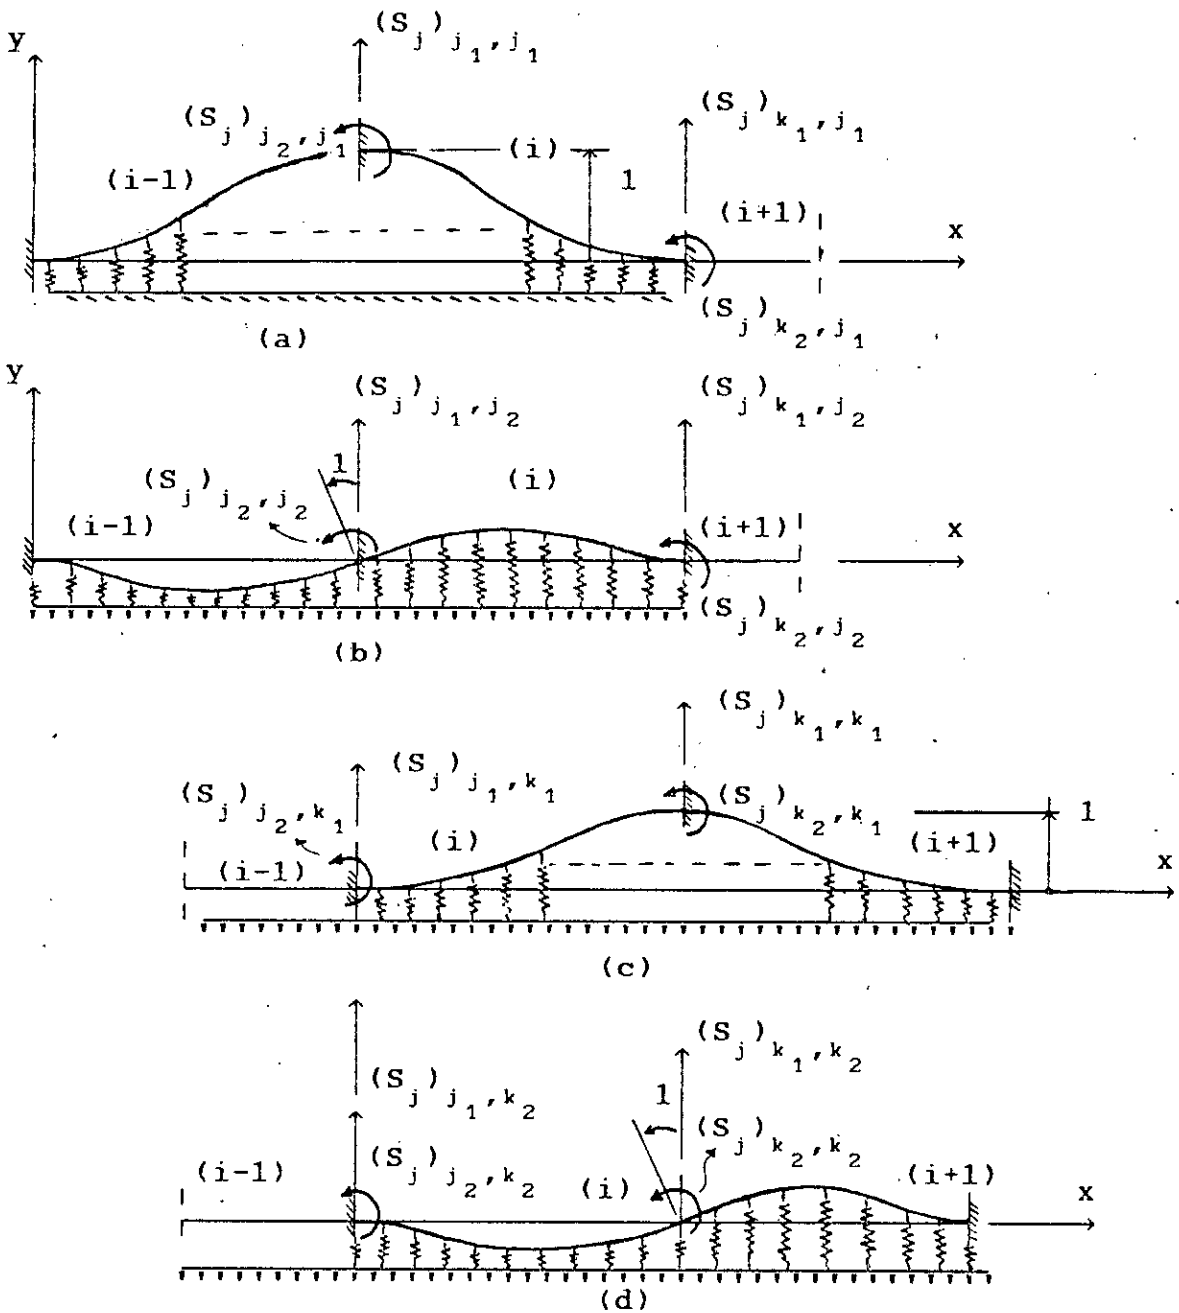 (S_j)_{j_1,j_1}
y
(S_j)_{j_2,j_1}
(S_j)_{k_1,j_1}
(i)
(i-1)
1
(i+1)
x
(S_j)_{k_2,j_1}
(a)
y
(S_j)_{j_1,j_2}
(S_j)_{k_1,j_2}
1
(S_j)_{j_2,j_2}
(i)
(i-1)
(i+1)
x
(S_j)_{k_2,j_2}
(b)
(S_j)_{k_1,k_1}
(S_j)_{j_1,k_1}
(S_j)_{j_2,k_1}
(S_j)_{k_2,k_1}
1
(i)
(i+1)
(i-1)
x
(c)
(S_j)_{k_1,k_2}
(S_j)_{j_1,k_2}
1
(S_j)_{k_2,k_2}
(S_j)_{j_2,k_2}
(i-1)
(i)
(i+1)
x
(d)